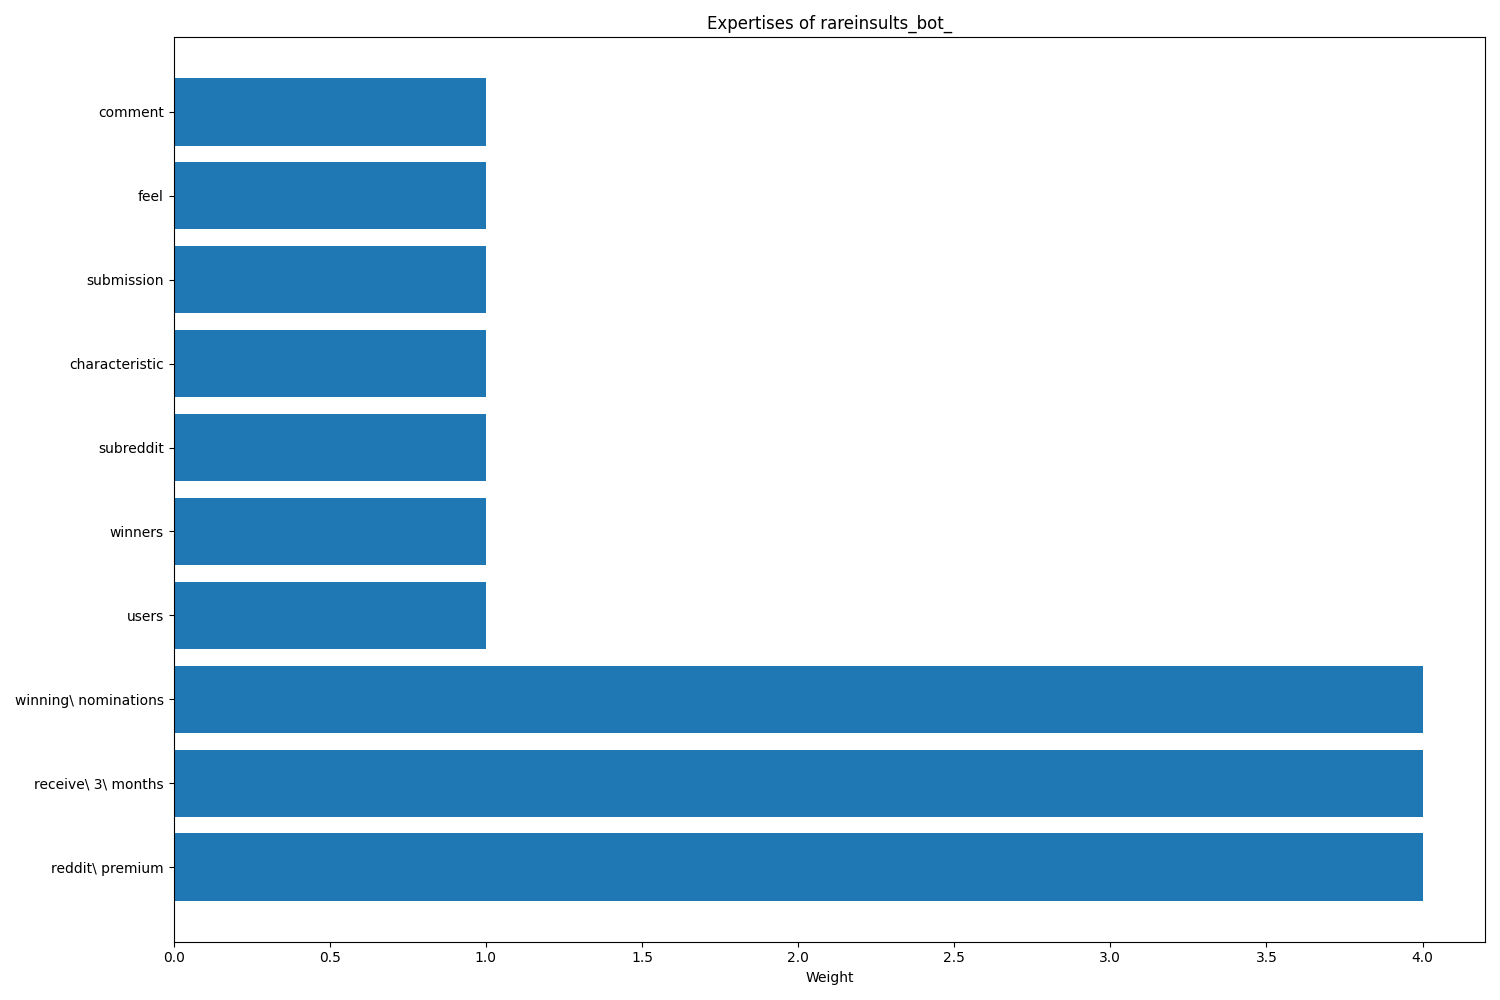 Expertises of rareinsults_bot_
comment
feel
submission
characteristic
subreddit
winners
users
winning\ nominations
receive\ 3\ months
reddit\ premium
0.0 0.5 1.0 1.5 2.0 2.5 3.0 3.5 4.0
Weight